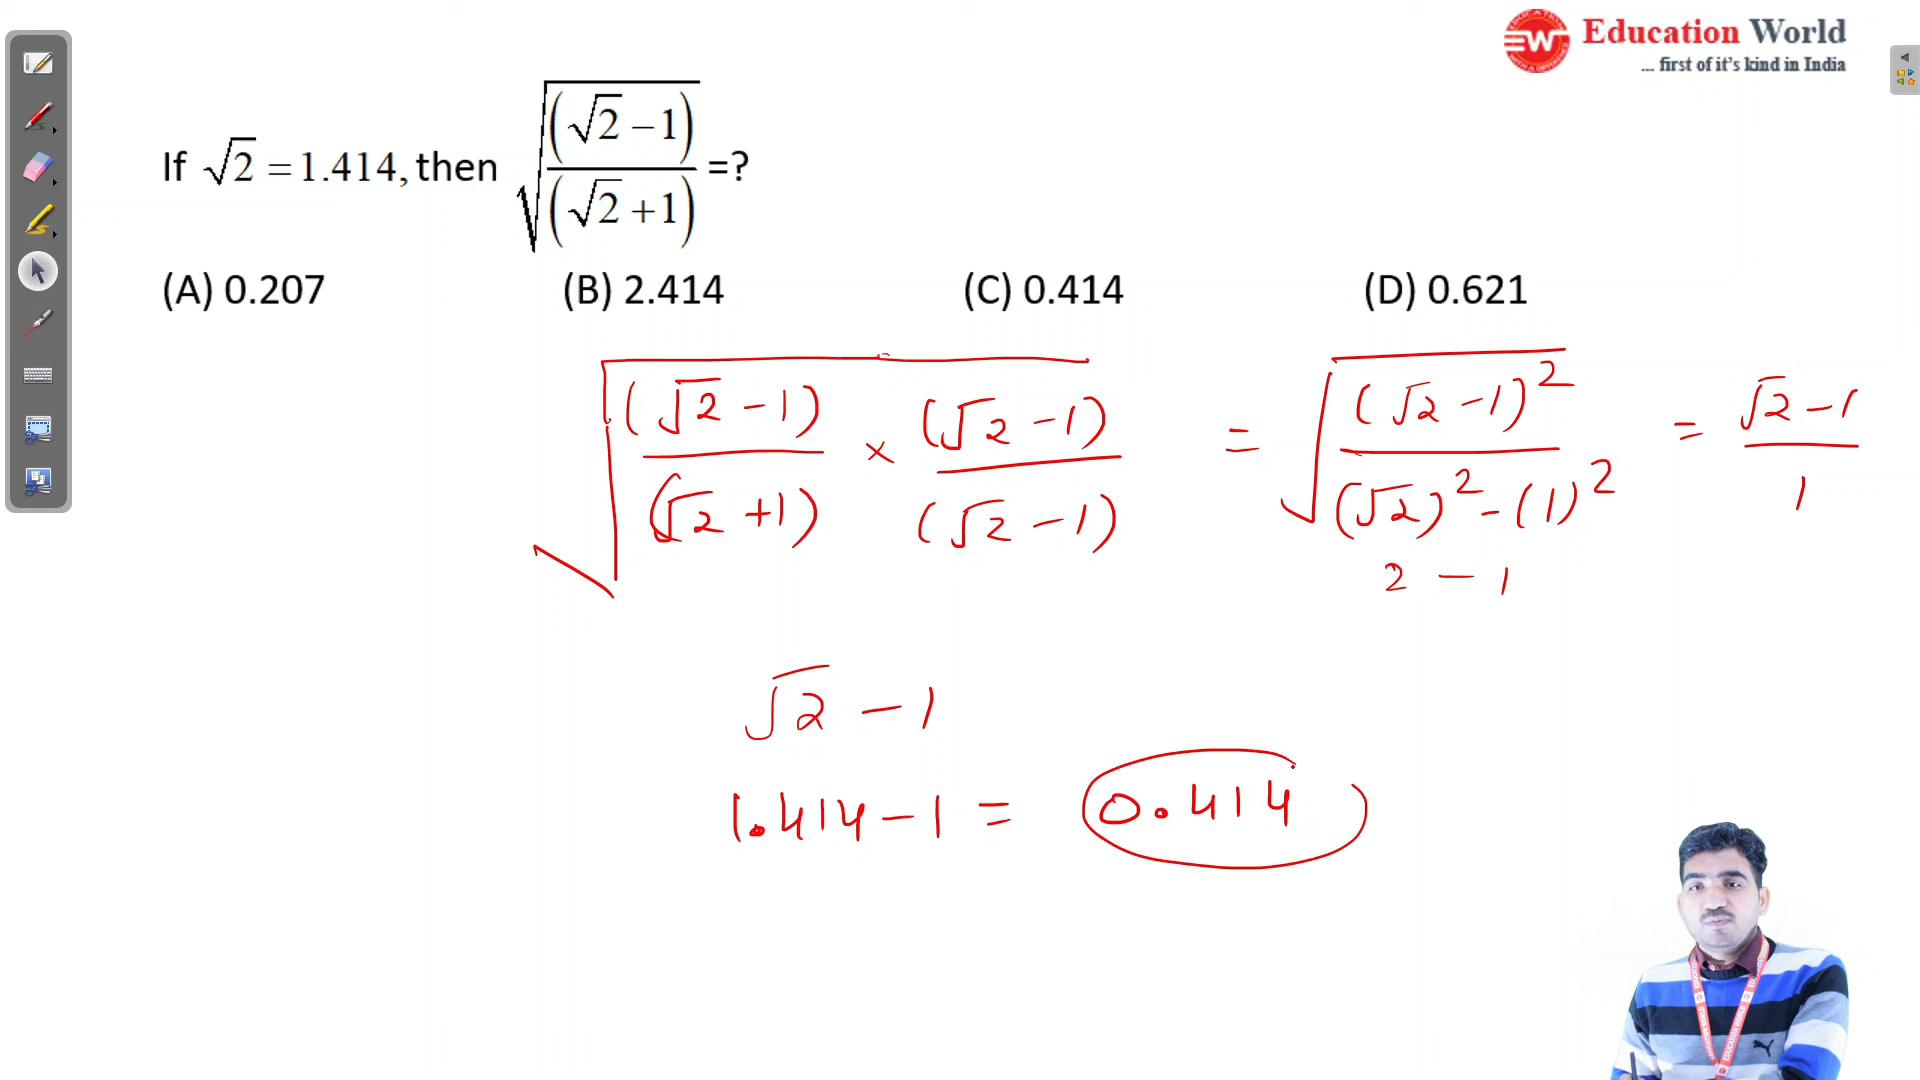 Education World
... first of it's kind in India
If √2 = 1.414, then √((√2 − 1)/(√2 + 1)) =?
(A) 0.207 (B) 2.414 (C) 0.414 (D) 0.621
√((√2 − 1)/(√2 + 1) × (√2 − 1)/(√2 − 1)) = √((√2 − 1)²/((√2)² − (1)²)) = (√2 − 1)/1
2 − 1
√2 − 1
1.414 − 1 = 0.414